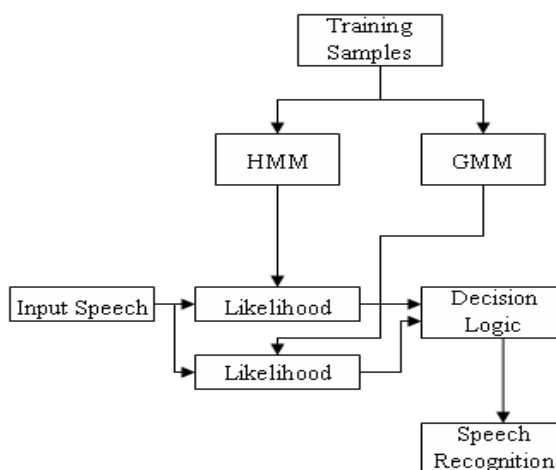 Training
Samples
HMM
GMM
Input Speech
Likelihood
Decision
Logic
Likelihood
Speech
Recognition